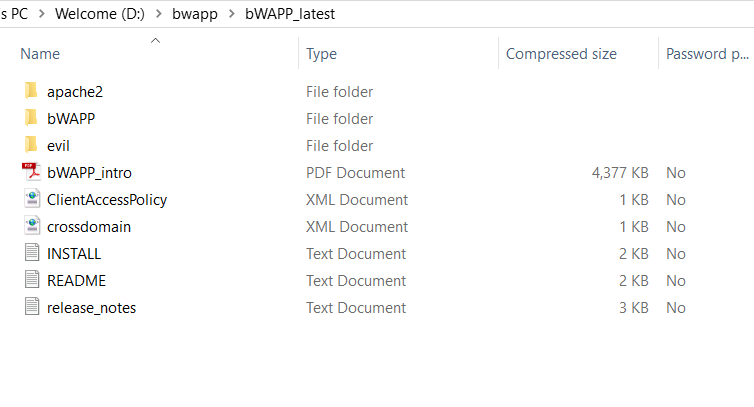 s PC > Welcome (D:) > bwapp > bWAPP_latest
Name Type Compressed size Password p...
apache2 File folder
bWAPP File folder
evil File folder
bWAPP_intro PDF Document 4,377 KB No
ClientAccessPolicy XML Document 1 KB No
crossdomain XML Document 1 KB No
INSTALL Text Document 2 KB No
README Text Document 2 KB No
release_notes Text Document 3 KB No